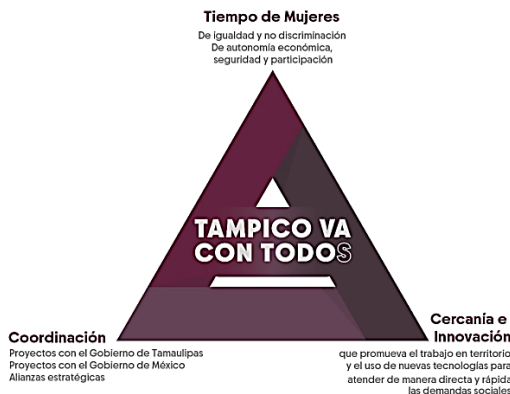 Tiempo de Mujeres
De igualdad y no discriminación
De autonomía económica,
seguridad y participación
TAMPICO VA
CON TODOS
Coordinación
Proyectos con el Gobierno de Tamaulipas
Proyectos con el Gobierno de México
Alianzas estratégicas
Cercanía e
Innovación
que promueva el trabajo en territorio
y el uso de nuevas tecnologías para
atender de manera directa y rápida
las demandas sociales